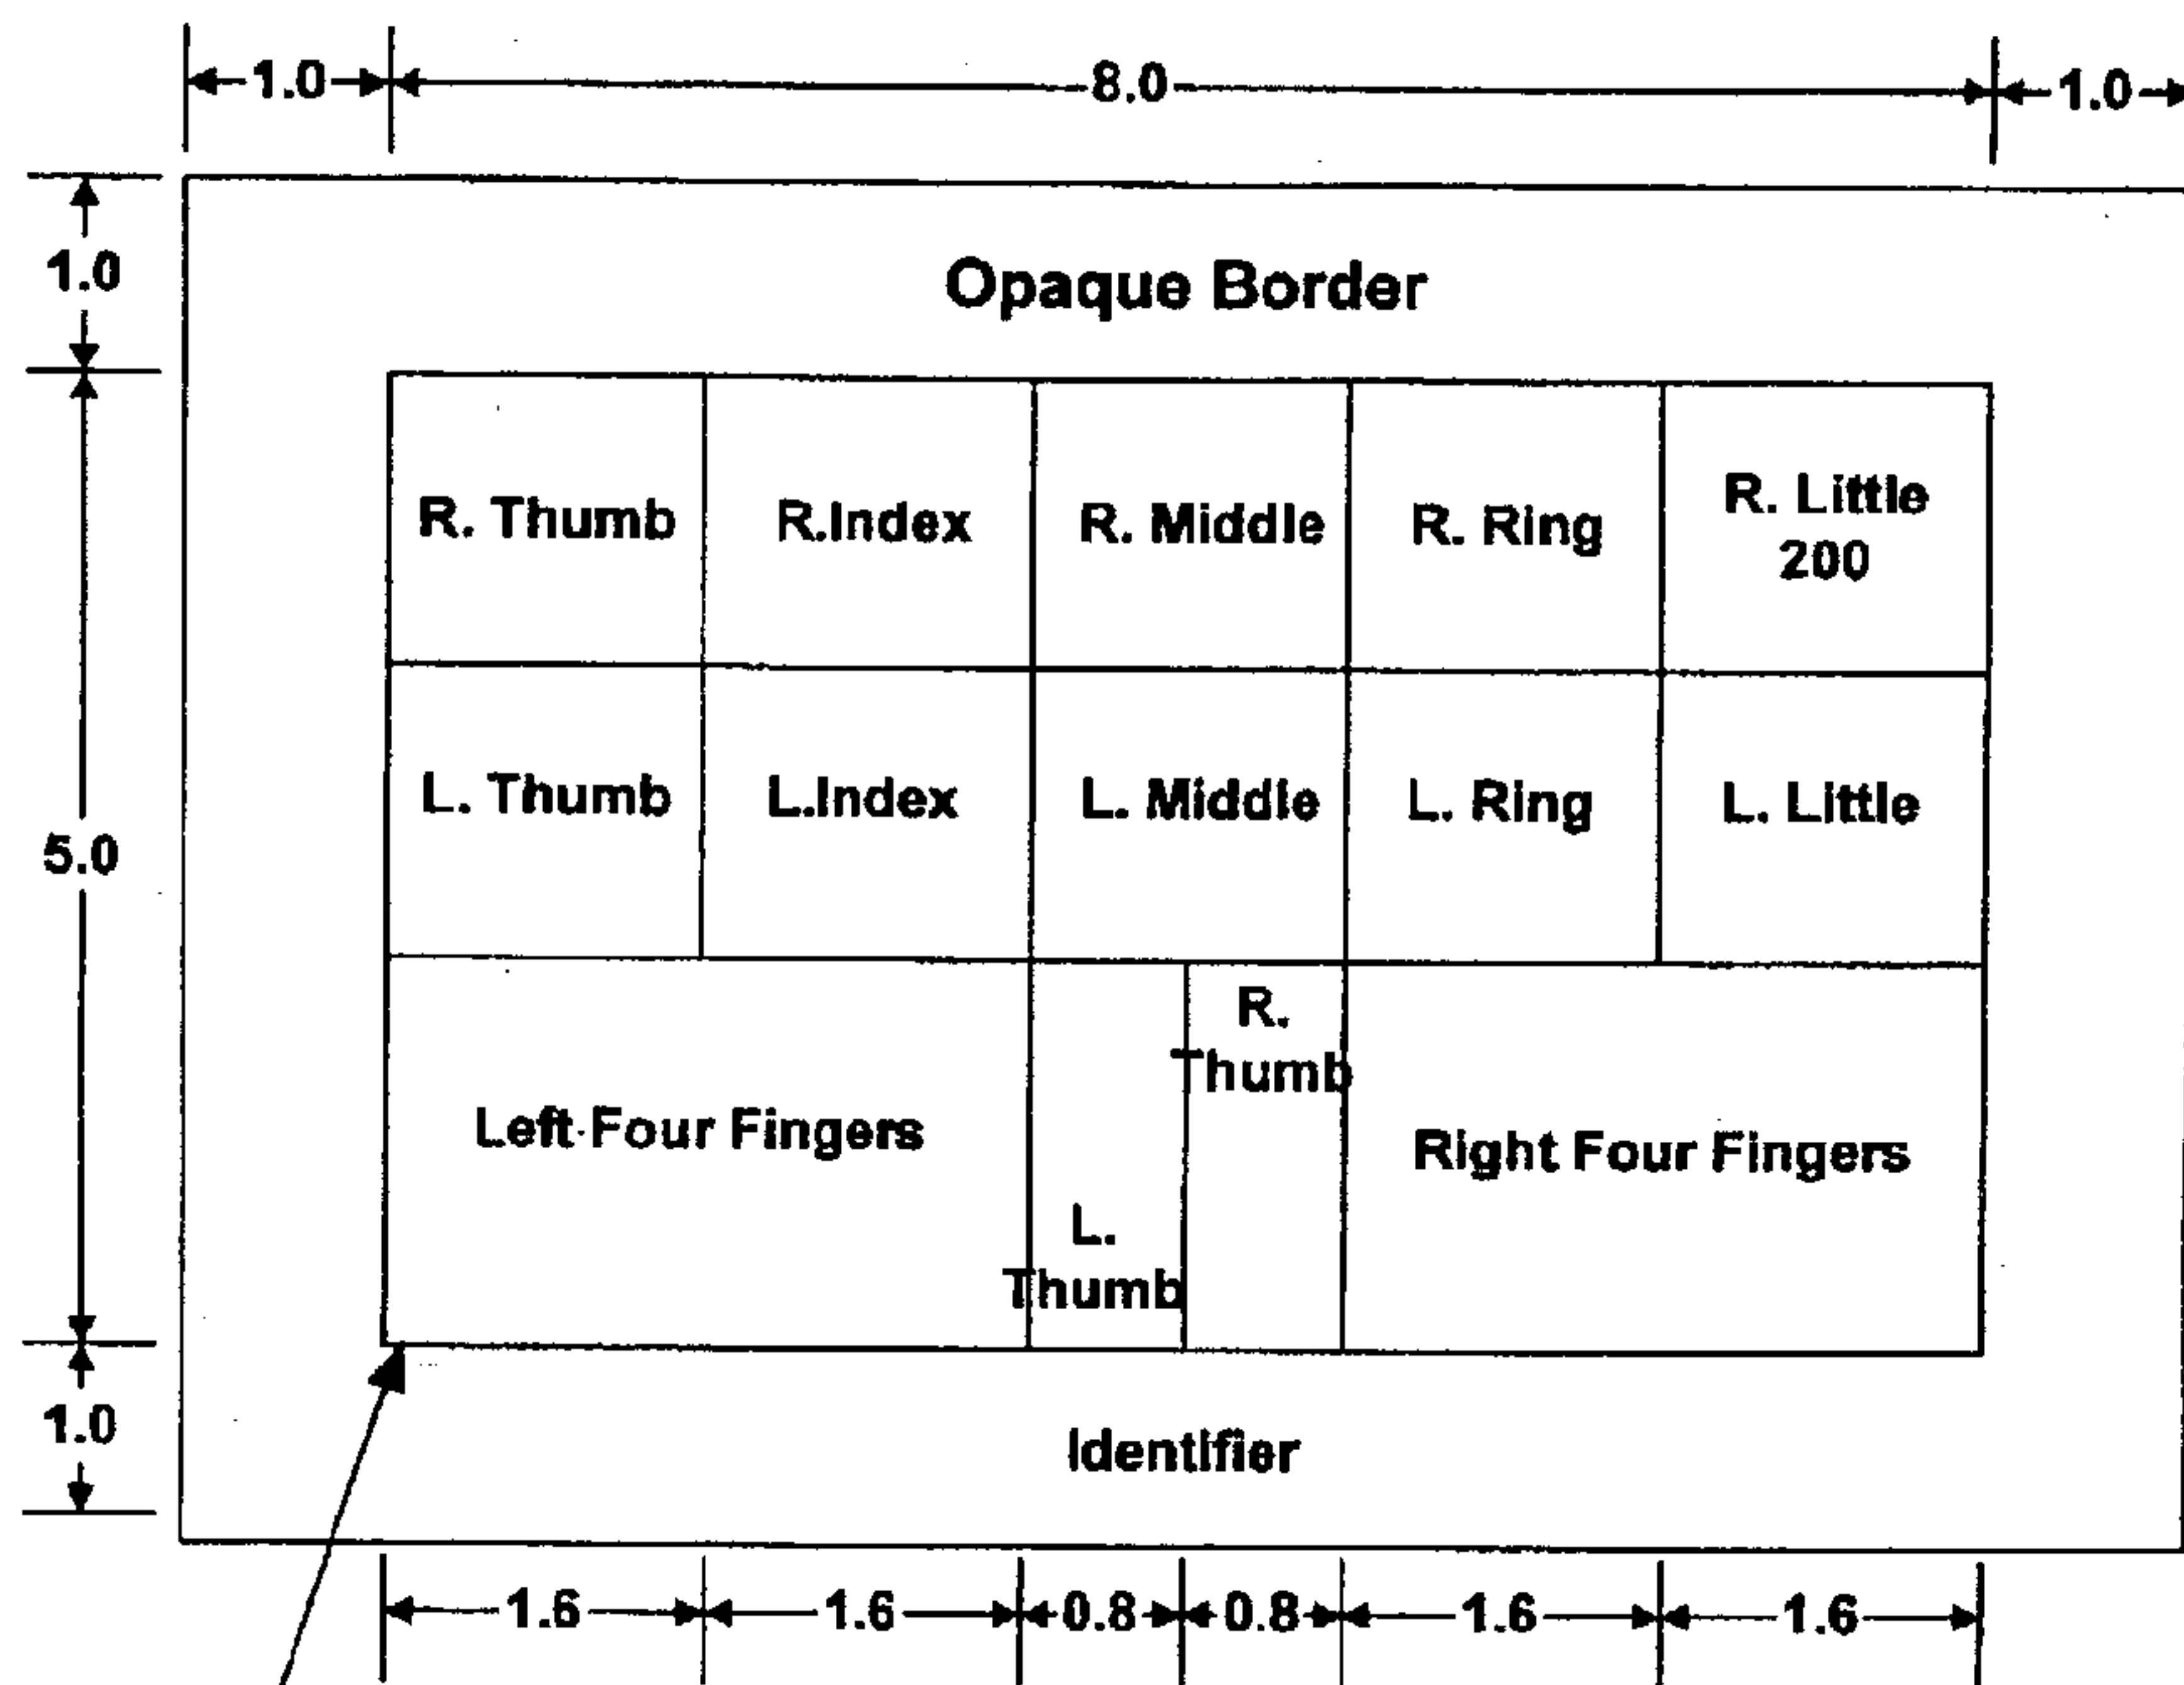 1.0
8.0
1.0
1.0
Opaque Border
R. Thumb
R.Index
R. Middle
R. Ring
R. Little
200
L. Thumb
L.Index
L. Middle
L. Ring
L. Little
5.0
Left Four Fingers
R.
Thumb
L.
Thumb
Right Four Fingers
1.0
Identifier
1.6
1.6
0.8
0.8
1.6
1.6